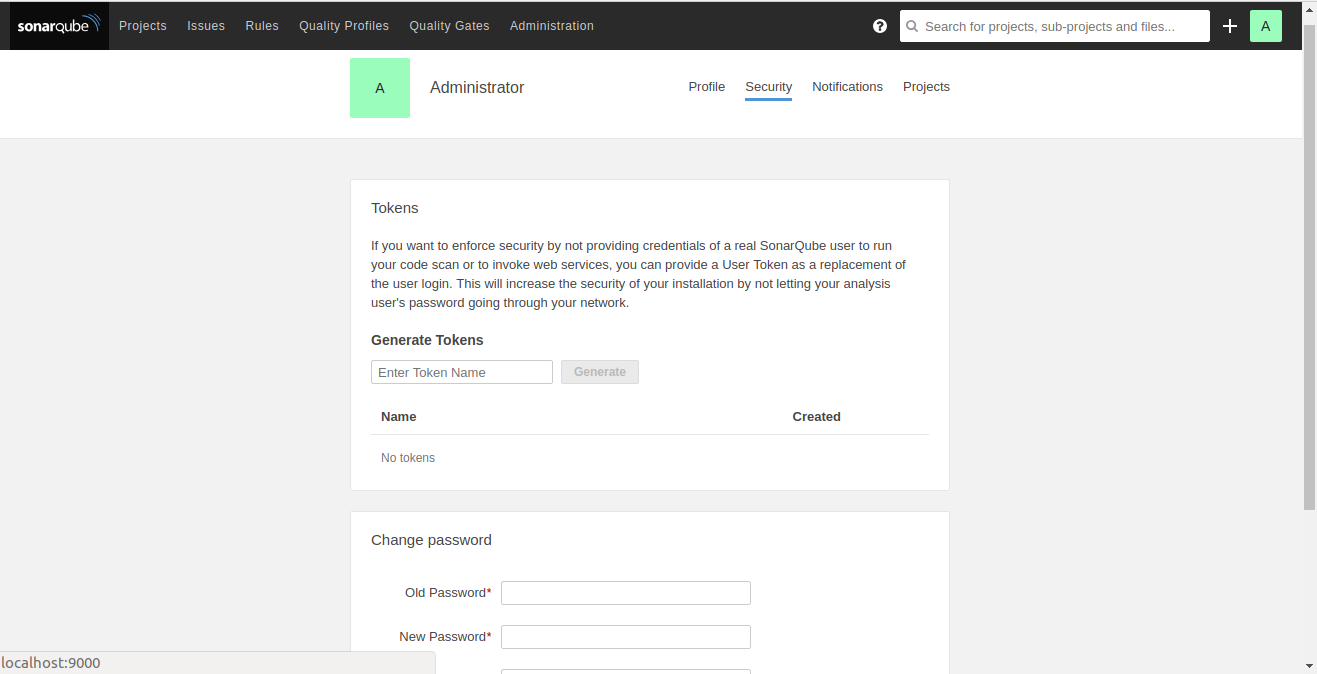 sonarqube Projects Issues Rules Quality Profiles Quality Gates Administration ? Search for projects, sub-projects and files... + A
A Administrator Profile Security Notifications Projects
Tokens
If you want to enforce security by not providing credentials of a real SonarQube user to run
your code scan or to invoke web services, you can provide a User Token as a replacement of
the user login. This will increase the security of your installation by not letting your analysis
user's password going through your network.
Generate Tokens
Enter Token Name Generate
Name Created
No tokens
Change password
Old Password*
New Password*
localhost:9000